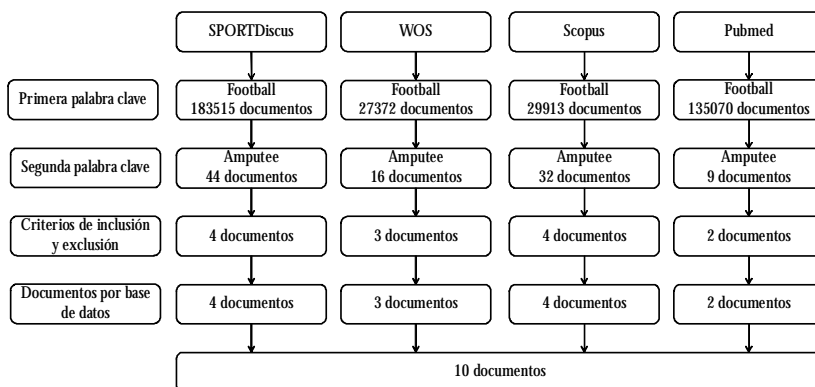 SPORTDiscus WOS Scopus Pubmed
Primera palabra clave
Football
183515 documentos
Football
27372 documentos
Football
29913 documentos
Football
135070 documentos
Segunda palabra clave
Amputee
44 documentos
Amputee
16 documentos
Amputee
32 documentos
Amputee
9 documentos
Criterios de inclusión
y exclusión
4 documentos
3 documentos
4 documentos
2 documentos
Documentos por base
de datos
4 documentos
3 documentos
4 documentos
2 documentos
10 documentos